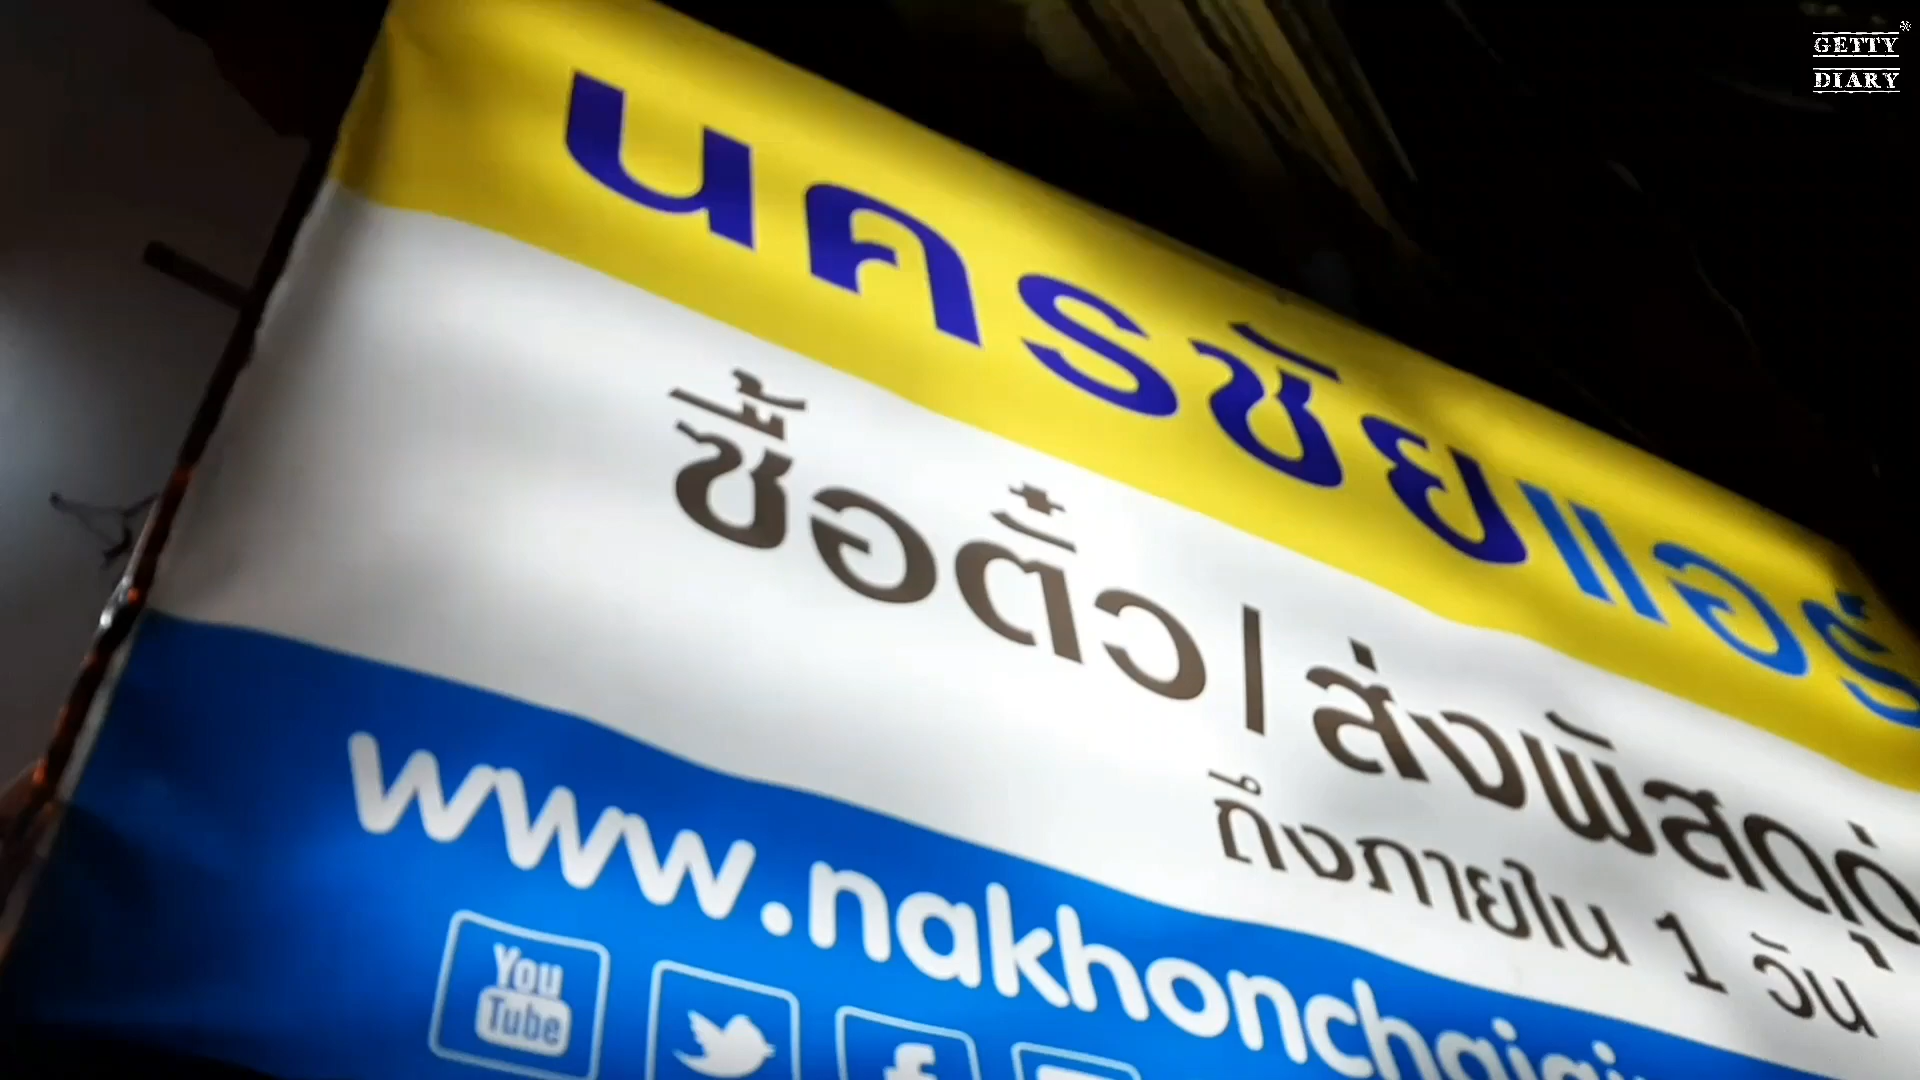 GETTY
DIARY
นครชัยแอร์
ซื้อตั๋ว | ส่งพัสดุ
ถึงภายใน 1 วัน
www.nakhonchaiair
You
Tube